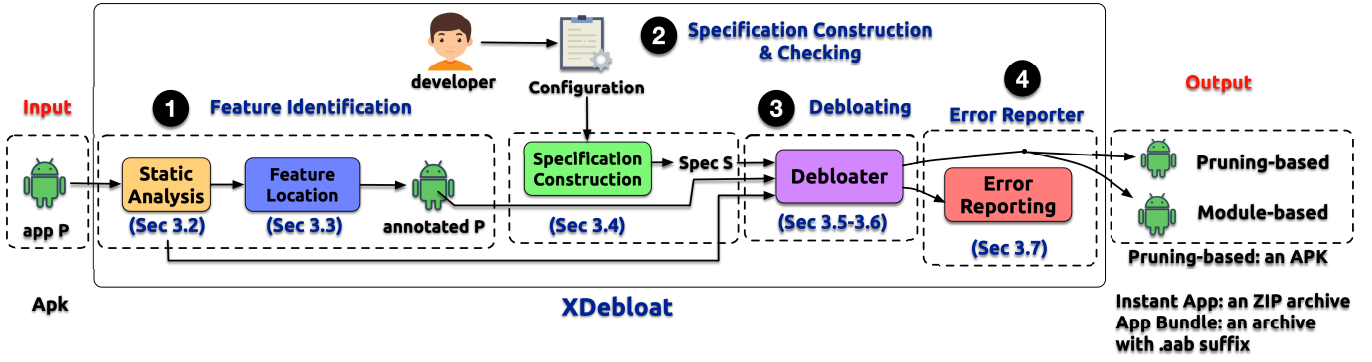 Input
app P
Apk
1
Feature Identification
Static
Analysis
(Sec 3.2)
Feature
Location
(Sec 3.3)
annotated P
developer
Configuration
2
Specification Construction
& Checking
Specification
Construction
Spec S
(Sec 3.4)
3
Debloating
Debloater
(Sec 3.5-3.6)
4
Error Reporter
Error
Reporting
(Sec 3.7)
XDebloat
Output
Pruning-based
Module-based
Pruning-based: an APK
Instant App: an ZIP archive
App Bundle: an archive
with .aab suffix